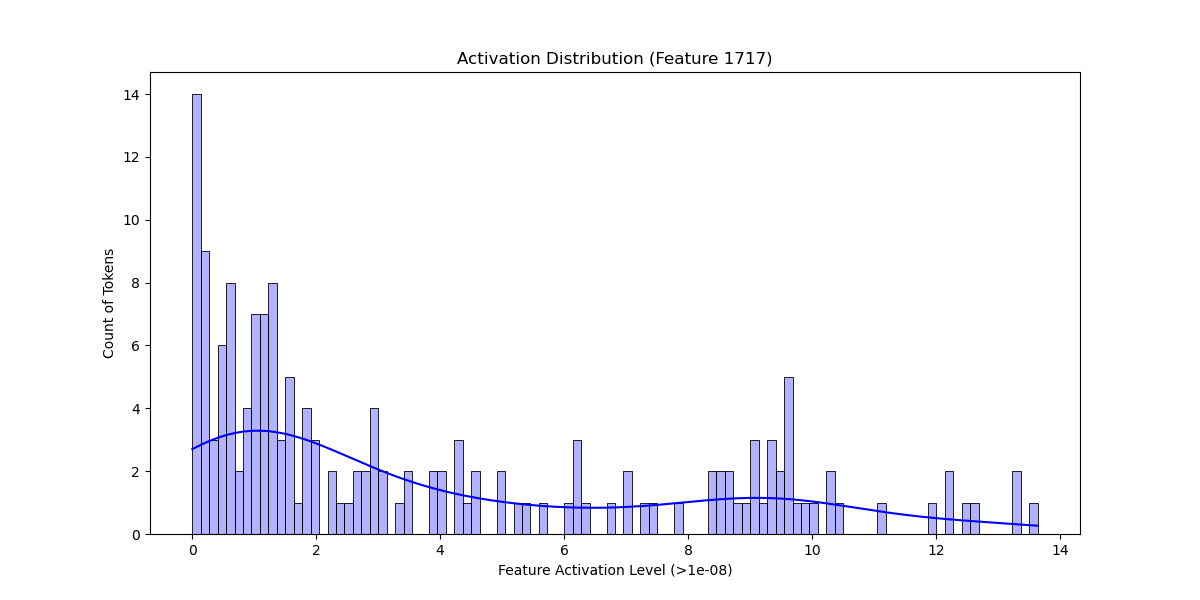 Activation Distribution (Feature 1717)
14
12
10
8
6
4
2
0
Count of Tokens
0 2 4 6 8 10 12 14
Feature Activation Level (>1e-08)